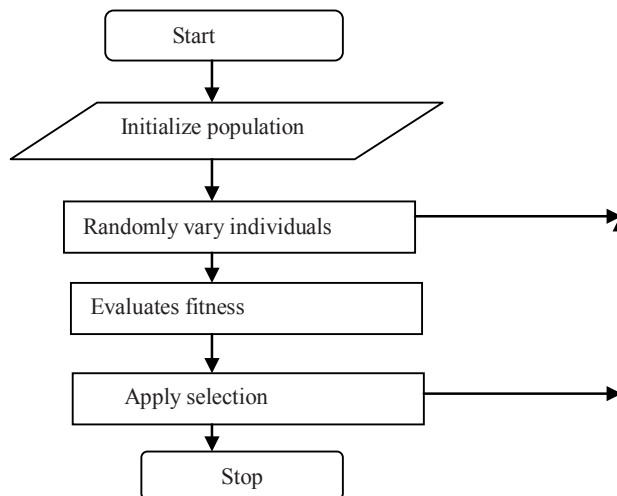 Start
Initialize population
Randomly vary individuals
Evaluates fitness
Apply selection
Stop